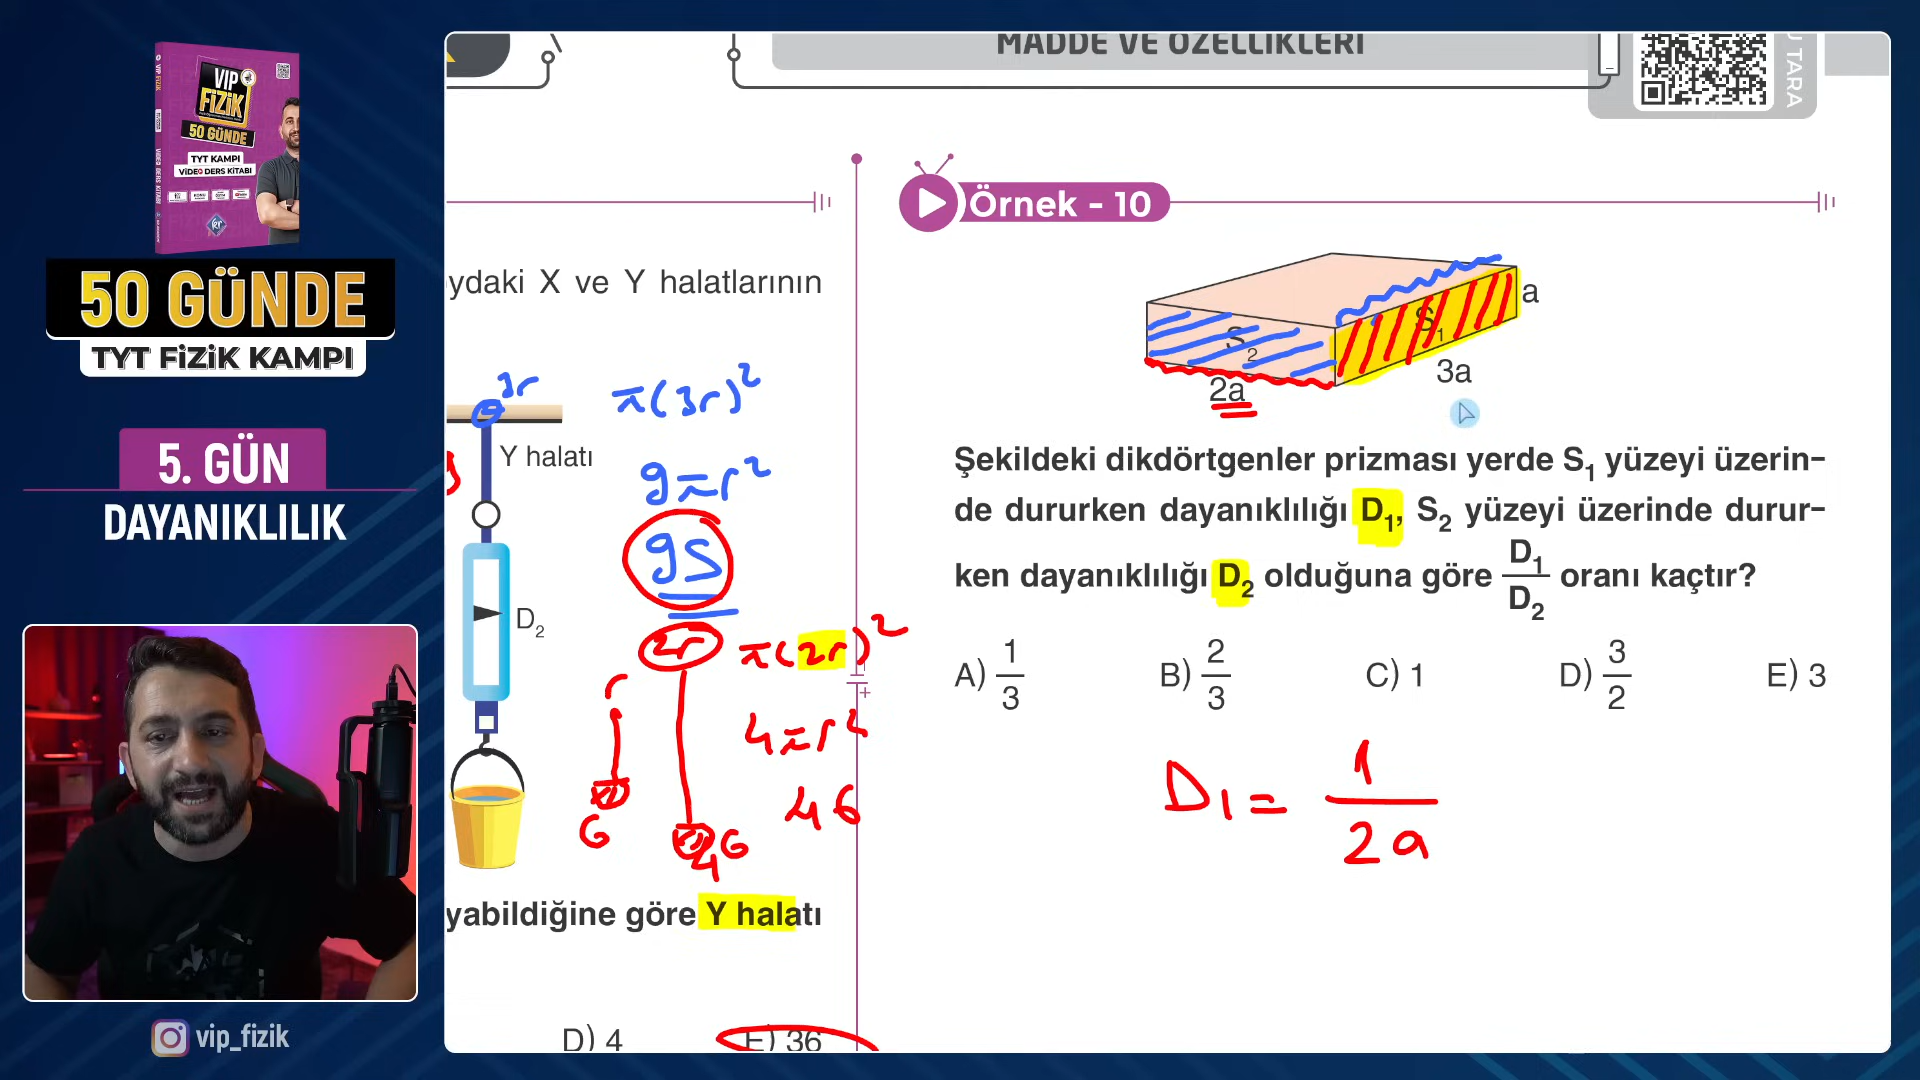 VIP
FİZİK
50 GÜNDE
TYT KAMPI
VİDEO DERS KİTABI
50 GÜNDE
TYT FİZİK KAMPI
5. GÜN
DAYANIKLILIK
vip_fizik
MADDE VE ÖZELLİKLERİ
U TARA
ydaki X ve Y halatlarının
3r
π(3r)²
Y halatı
9πr²
9S
D₂
2r
π(2r)²
r
4πr²
4G
G
4G
yabildiğine göre Y halatı
D) 4
E) 36
Örnek - 10
S₂
S₁
a
2a
3a
Şekildeki dikdörtgenler prizması yerde S₁ yüzeyi üzerin-
de dururken dayanıklılığı D₁, S₂ yüzeyi üzerinde durur-
ken dayanıklılığı D₂ olduğuna göre D₁/D₂ oranı kaçtır?
A) 1/3 B) 2/3 C) 1 D) 3/2 E) 3
D₁ = 1/2a